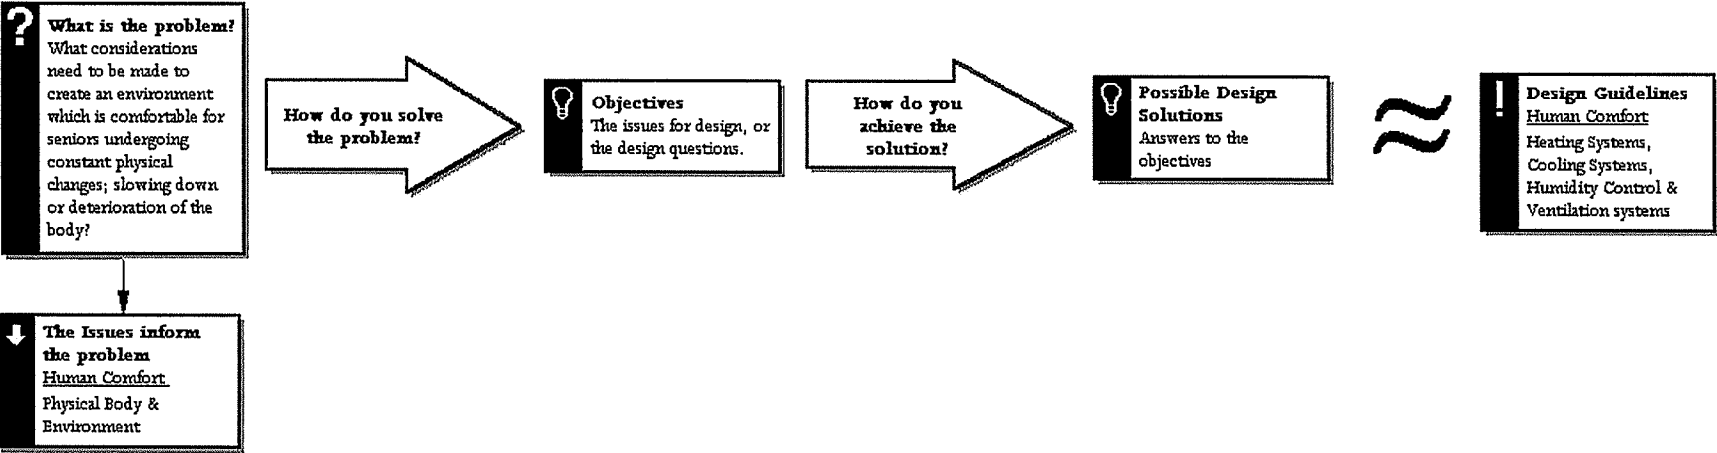 What is the problem?
What considerations
need to be made to
create an environment
which is comfortable for
seniors undergoing
constant physical
changes; slowing down
or deterioration of the
body?
The Issues inform
the problem
Human Comfort
Physical Body &
Environment
How do you solve
the problem?
Objectives
The issues for design, or
the design questions.
How do you
achieve the
solution?
Possible Design
Solutions
Answers to the
objectives
Design Guidelines
Human Comfort
Heating Systems,
Cooling Systems,
Humidity Control &
Ventilation systems